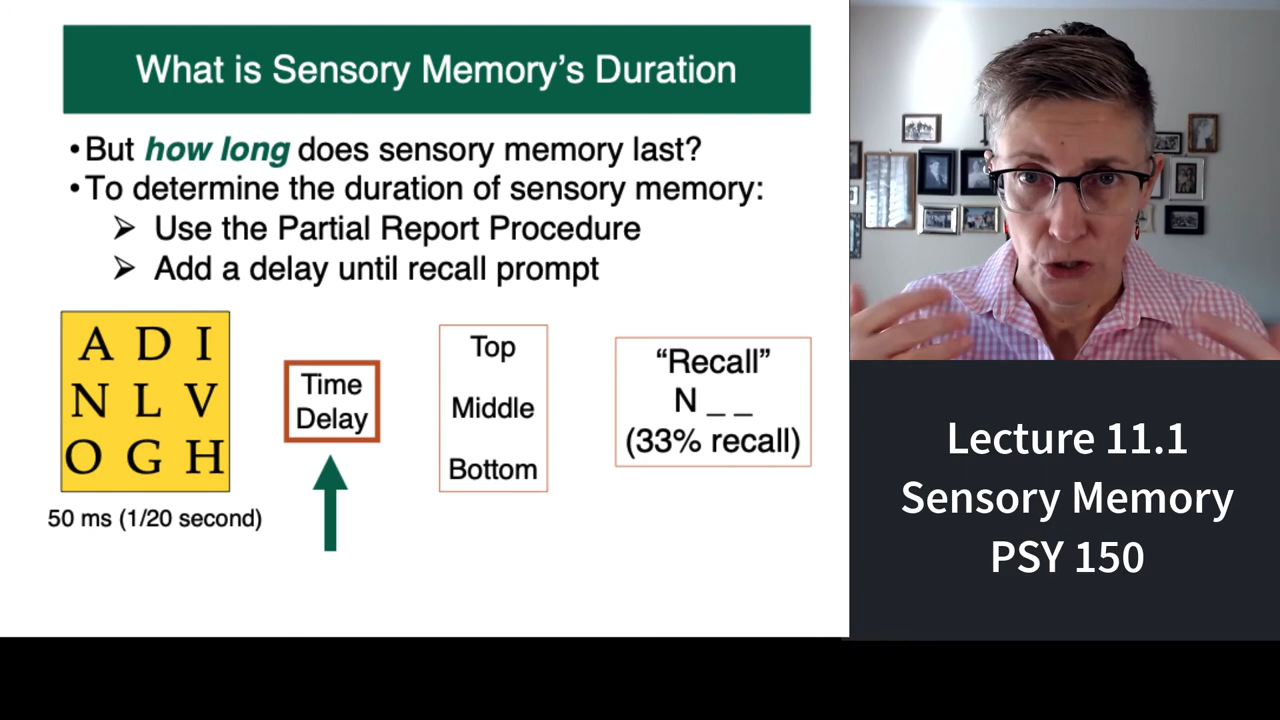 What is Sensory Memory's Duration
•But how long does sensory memory last?
•To determine the duration of sensory memory:
➢ Use the Partial Report Procedure
➢ Add a delay until recall prompt
A D I
N L V
O G H
50 ms (1/20 second)
Time
Delay
Top
Middle
Bottom
“Recall”
N _ _
(33% recall)
Lecture 11.1
Sensory Memory
PSY 150